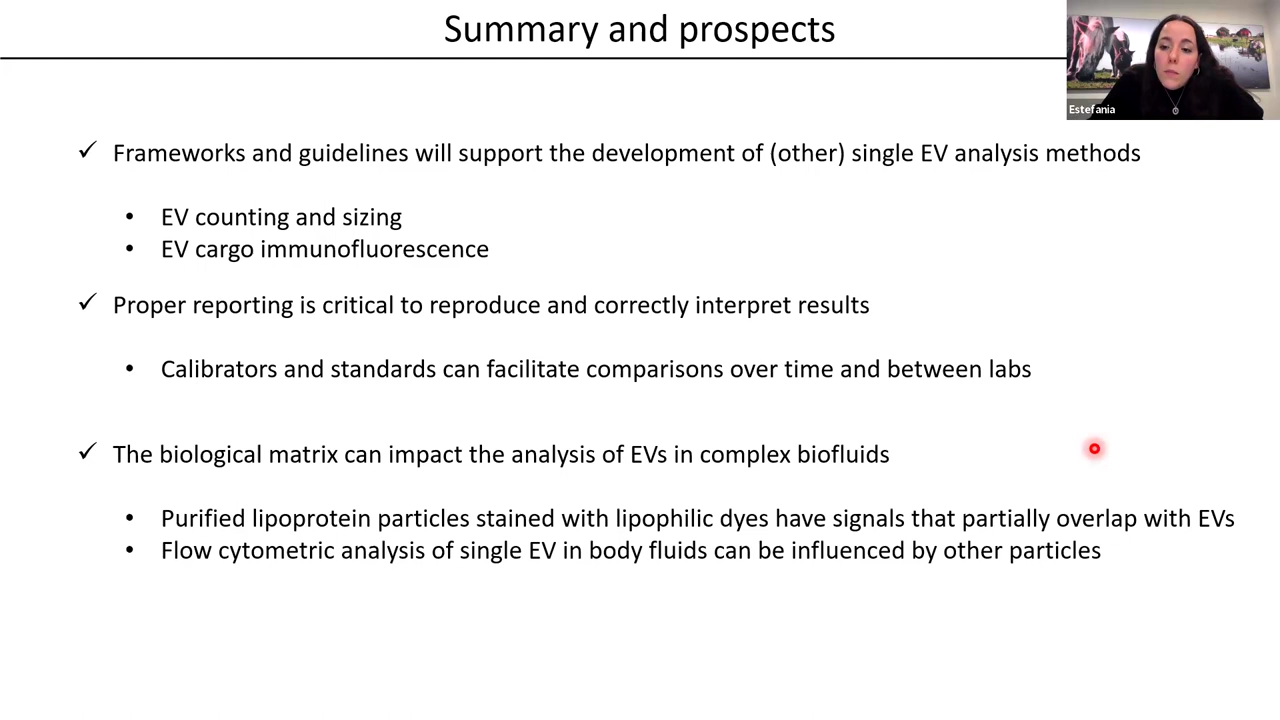 Summary and prospects
Estefania
✓ Frameworks and guidelines will support the development of (other) single EV analysis methods
• EV counting and sizing
• EV cargo immunofluorescence
✓ Proper reporting is critical to reproduce and correctly interpret results
• Calibrators and standards can facilitate comparisons over time and between labs
✓ The biological matrix can impact the analysis of EVs in complex biofluids
• Purified lipoprotein particles stained with lipophilic dyes have signals that partially overlap with EVs
• Flow cytometric analysis of single EV in body fluids can be influenced by other particles